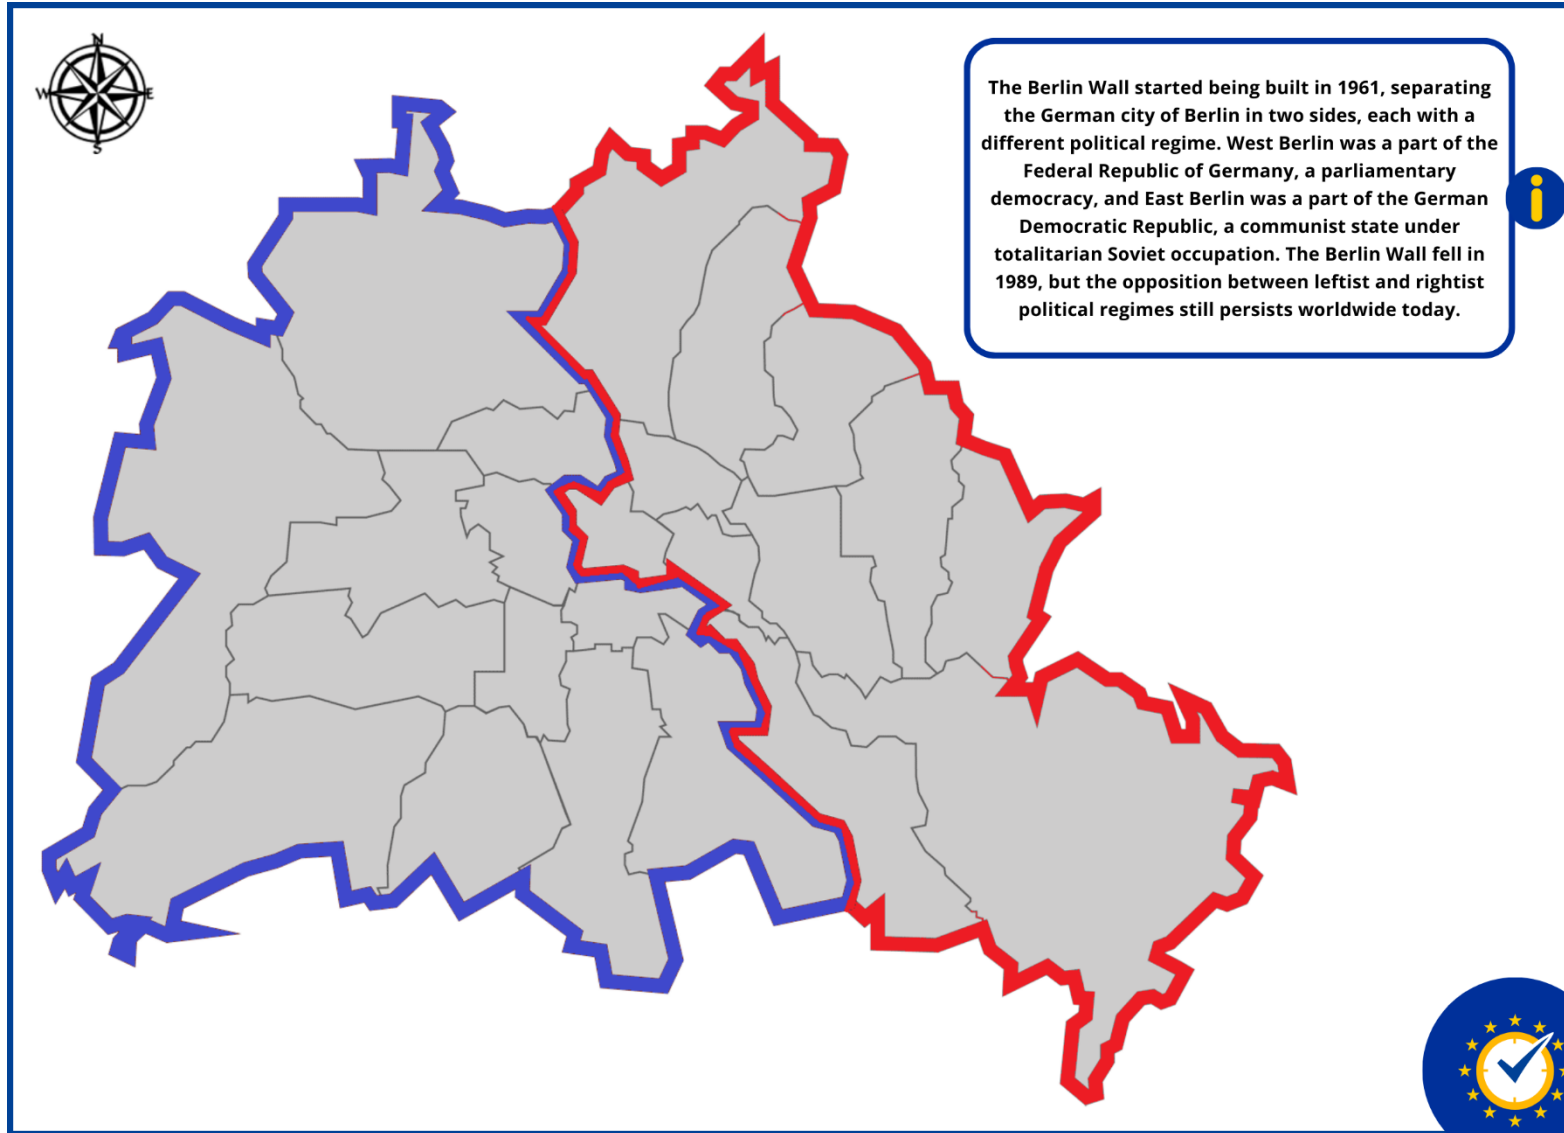 N
W E
S
The Berlin Wall started being built in 1961, separating
the German city of Berlin in two sides, each with a
different political regime. West Berlin was a part of the
Federal Republic of Germany, a parliamentary
democracy, and East Berlin was a part of the German
Democratic Republic, a communist state under
totalitarian Soviet occupation. The Berlin Wall fell in
1989, but the opposition between leftist and rightist
political regimes still persists worldwide today.
i